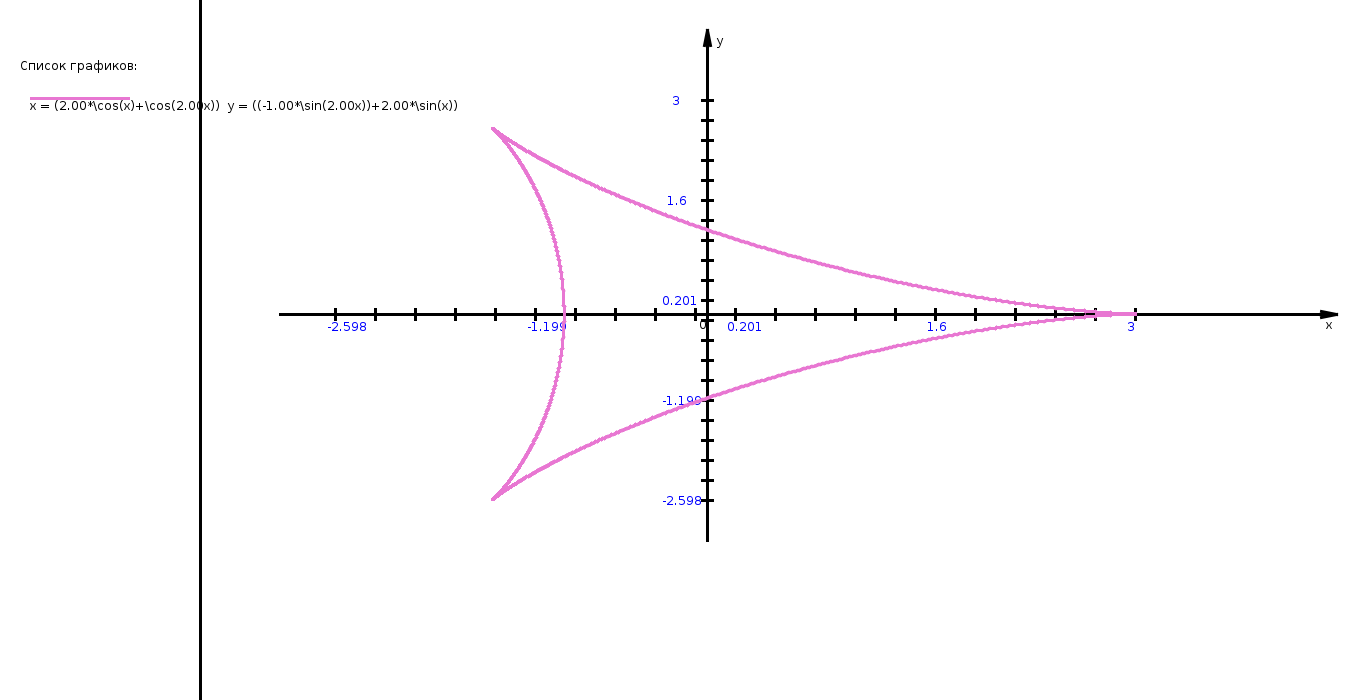 y
Список графиков:
3
x = (2.00*\cos(x)+\cos(2.00x))  y = ((-1.00*\sin(2.00x))+2.00*\sin(x))
1.6
0.201
-2.598 -1.199 0 0.201 1.6 3 x
-1.199
-2.598